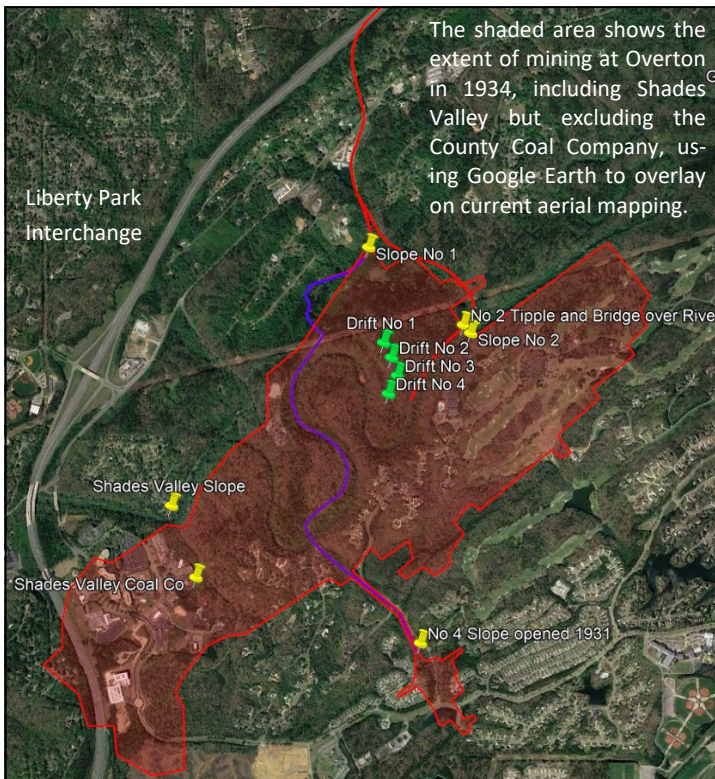 The shaded area shows the
extent of mining at Overton
in 1934, including Shades
Valley but excluding the
County Coal Company, us-
ing Google Earth to overlay
on current aerial mapping.
G
Liberty Park
Interchange
Slope No 1
No 2 Tipple and Bridge over Rive
Drift No 1
Slope No 2
Drift No 2
Drift No 3
Drift No 4
Shades Valley Slope
Shades Valley Coal Co
No 4 Slope opened 1931